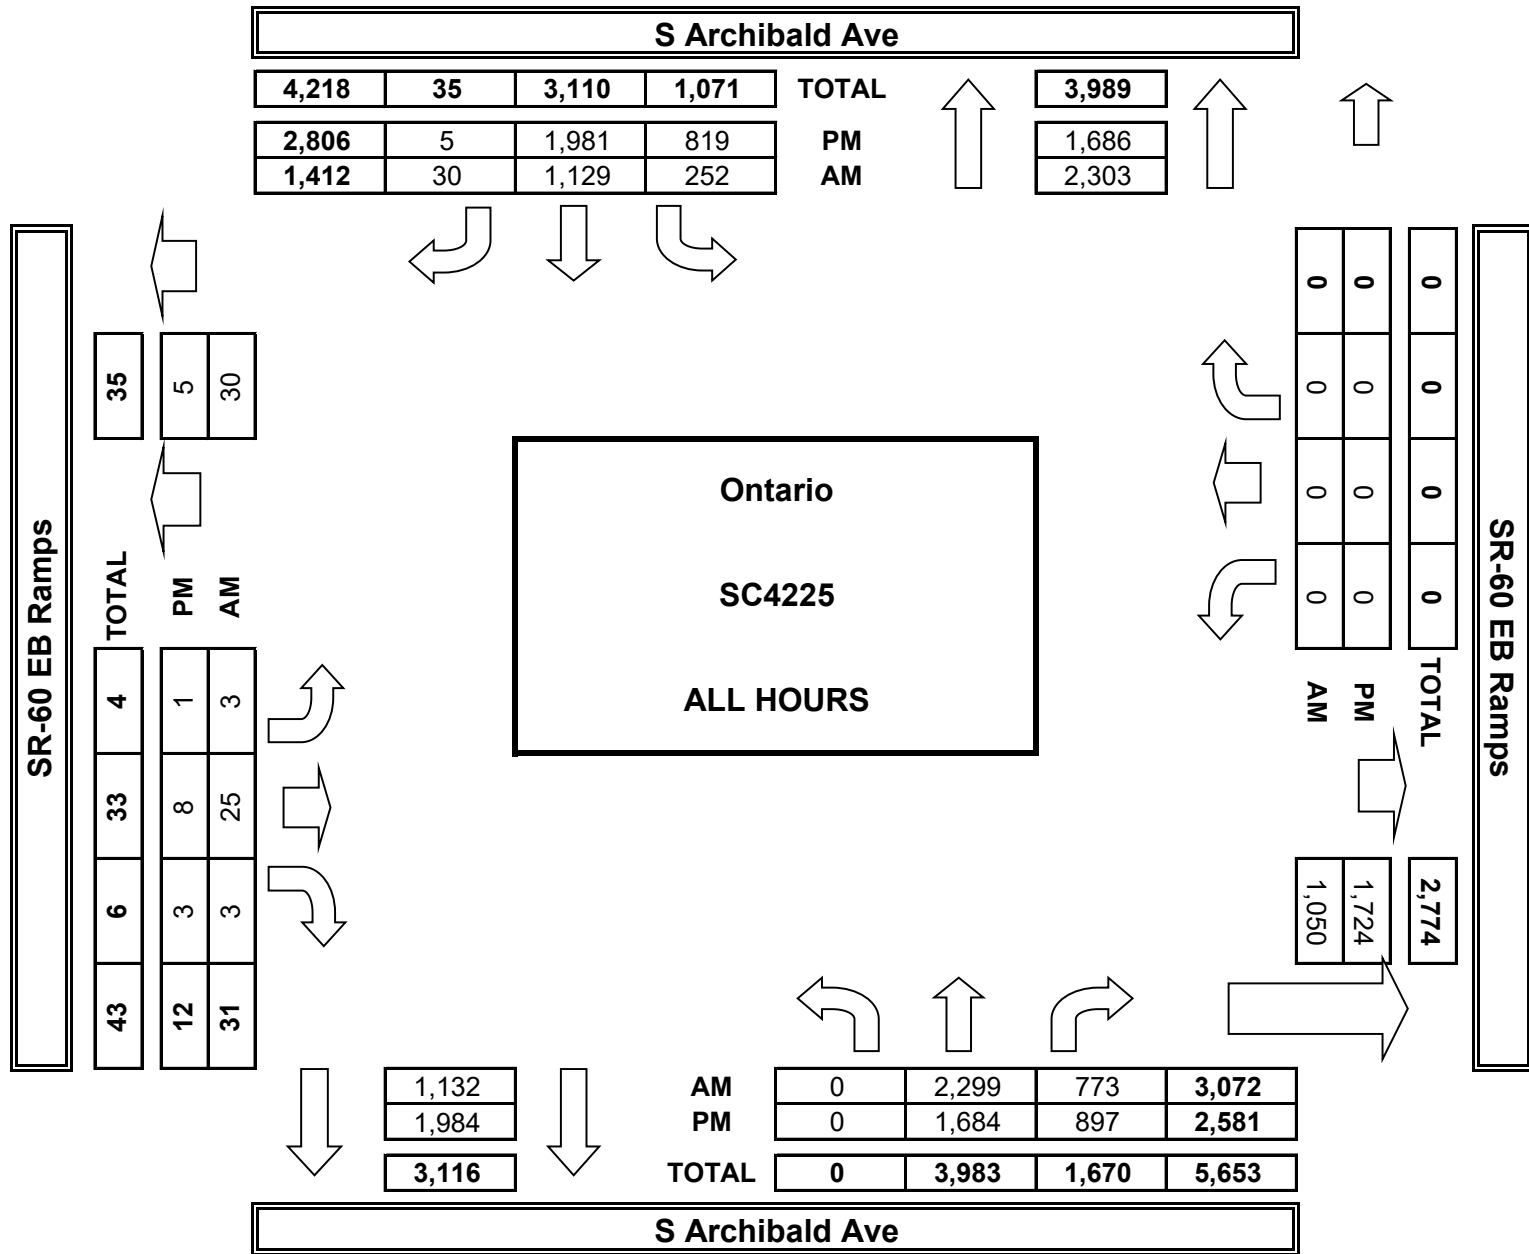 S Archibald Ave
4,218 35 3,110 1,071 TOTAL 3,989
2,806 5 1,981 819 PM 1,686
1,412 30 1,129 252 AM 2,303
SR-60 EB Ramps
35 5 30
TOTAL PM AM
4 1 3
33 8 25
6 3 3
43 12 31
Ontario
SC4225
ALL HOURS
0 0 0
0 0 0
0 0 0
0 0 0
AM PM TOTAL
1,050 1,724 2,774
SR-60 EB Ramps
1,132 AM 0 2,299 773 3,072
1,984 PM 0 1,684 897 2,581
3,116 TOTAL 0 3,983 1,670 5,653
S Archibald Ave